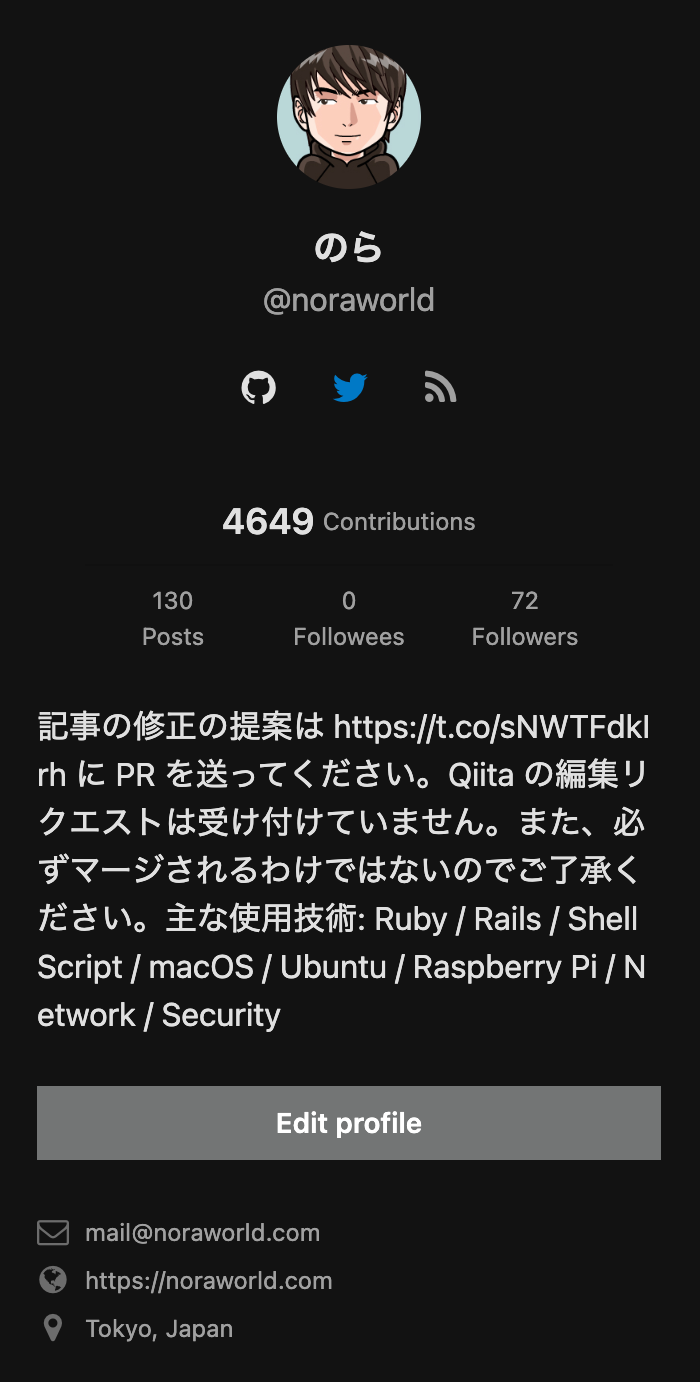 のら
@noraworld
4649 Contributions
130
0
72
Posts
Followees
Followers
記事の修正の提案は https://t.co/sNWTFdkl
rh に PR を送ってください。Qiita の編集リ
クエストは受け付けていません。また、必
ずマージされるわけではないのでご了承く
ださい。主な使用技術: Ruby / Rails / Shell
Script / macOS / Ubuntu / Raspberry Pi / N
etwork / Security
Edit profile
mail@noraworld.com
https://noraworld.com
Tokyo, Japan